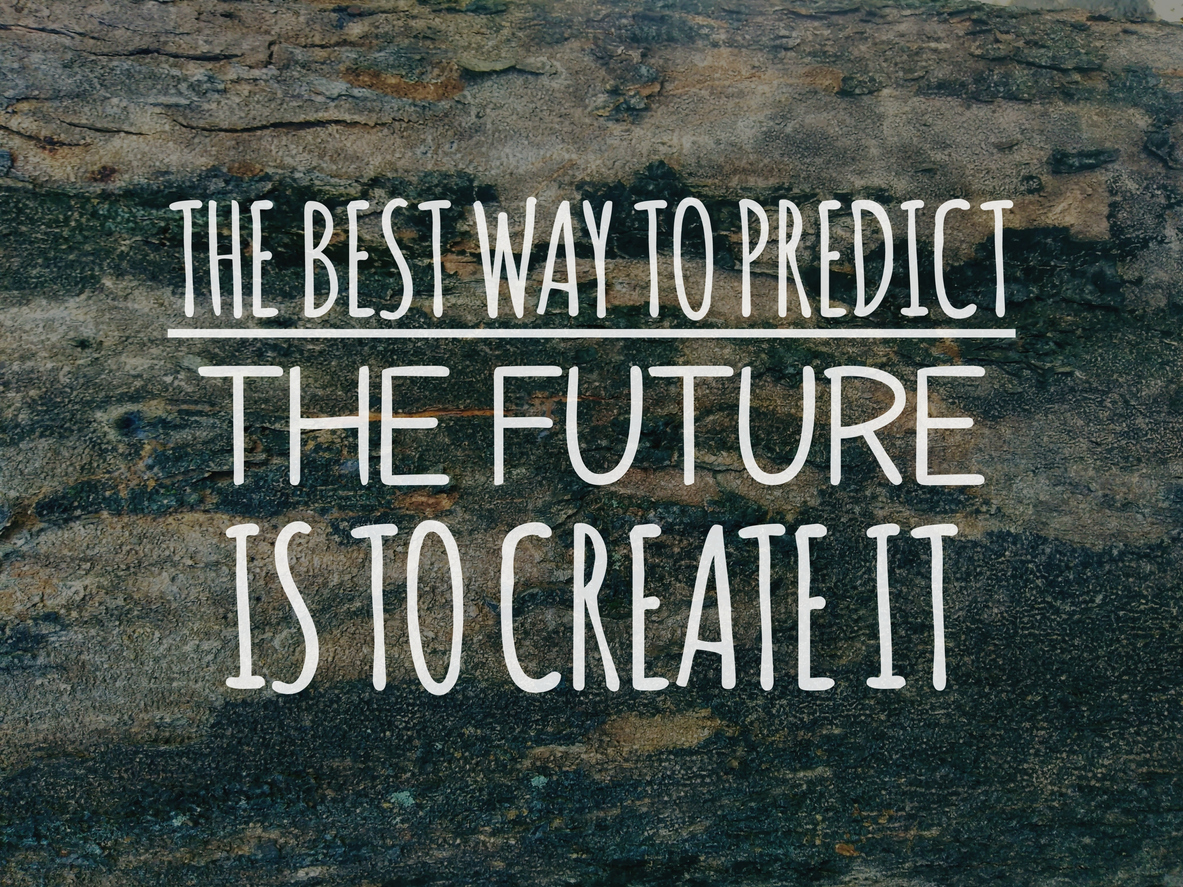 THE BEST WAY TO PREDICT
THE FUTURE
IS TO CREATE IT